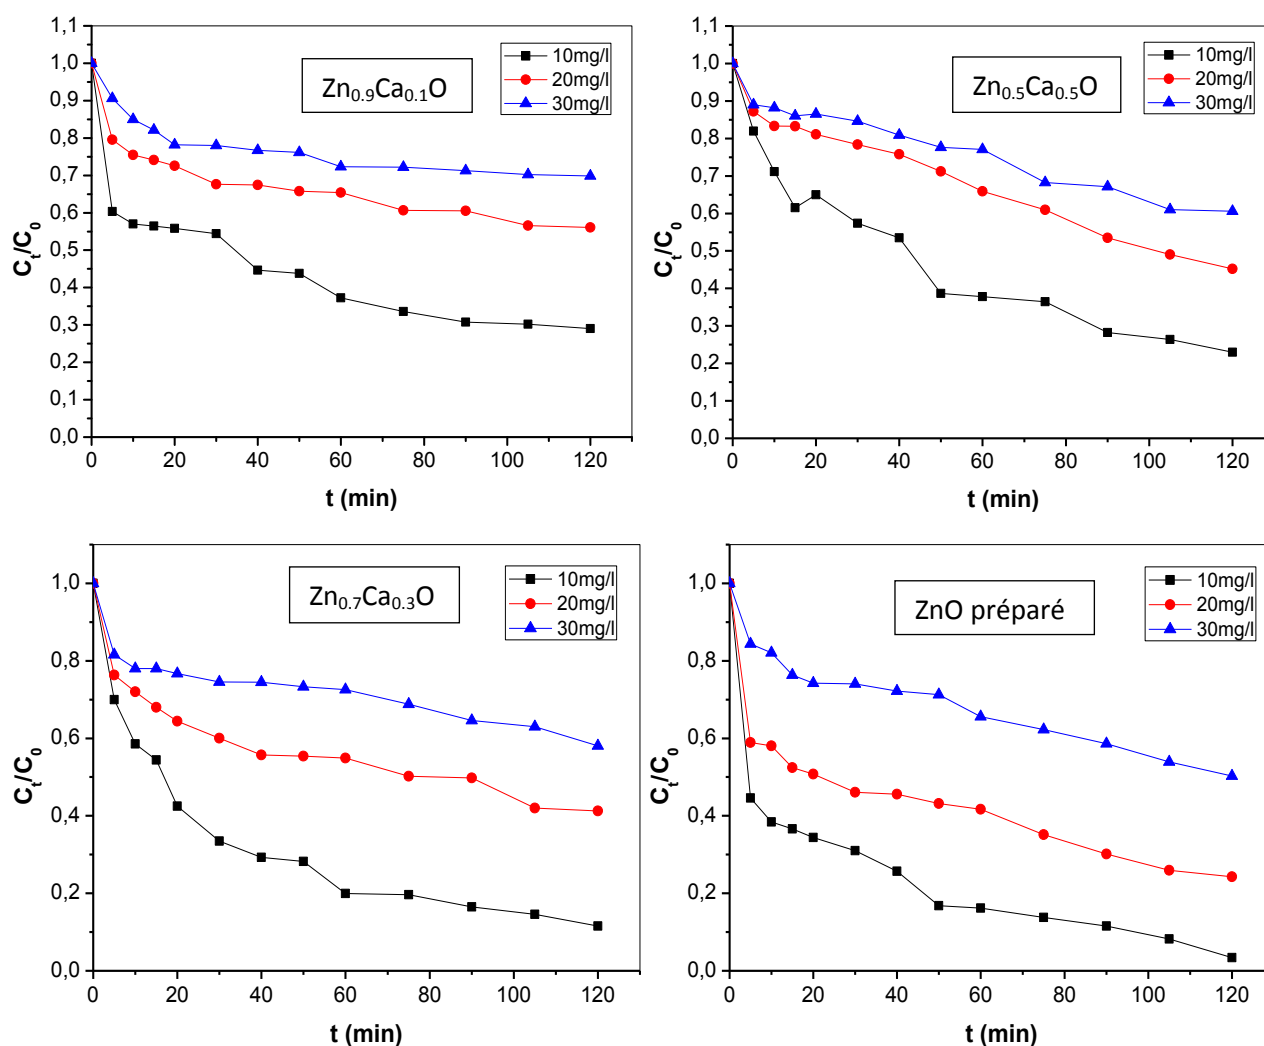 Zn0.9Ca0.1O
10mg/l
20mg/l
30mg/l
1,1
1,0
0,9
0,8
0,7
0,6
0,5
0,4
0,3
0,2
0,1
0,0
Ct/C0
0 20 40 60 80 100 120
t (min)
Zn0.5Ca0.5O
10mg/l
20mg/l
30mg/l
1,1
1,0
0,9
0,8
0,7
0,6
0,5
0,4
0,3
0,2
0,1
0,0
Ct/C0
0 20 40 60 80 100 120
t (min)
Zn0.7Ca0.3O
10mg/l
20mg/l
30mg/l
1,0
0,8
0,6
0,4
0,2
0,0
Ct/C0
0 20 40 60 80 100 120
t (min)
ZnO préparé
10mg/l
20mg/l
30mg/l
1,0
0,8
0,6
0,4
0,2
0,0
Ct/C0
0 20 40 60 80 100 120
t (min)